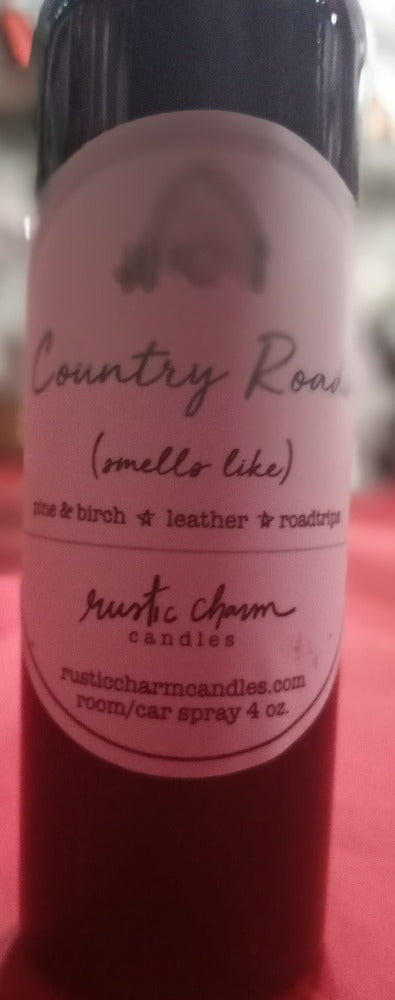 Country Road
(smells like)
pine & birch ☆ leather ☆ roadtrips
rustic charm
candles
rusticcharmcandles.com
room/car spray 4 oz.